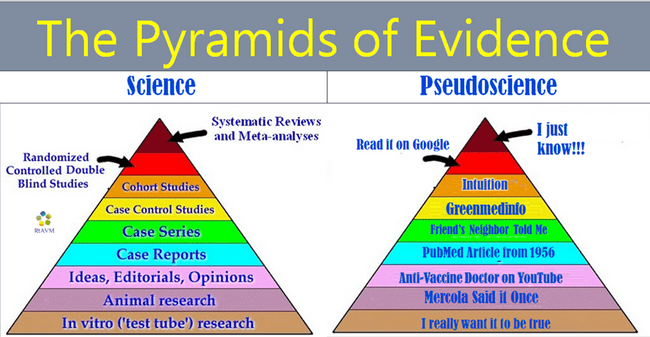 The Pyramids of Evidence
Science
Systematic Reviews
and Meta-analyses
Randomized
Controlled Double
Blind Studies
Cohort Studies
Case Control Studies
RtAVM
Case Series
Case Reports
Ideas, Editorials, Opinions
Animal research
In vitro ('test tube') research
Pseudoscience
I just
know!!!
Read it on Google
Intuition
Greenmedinfo
Friend's Neighbor Told Me
PubMed Article from 1956
Anti-Vaccine Doctor on YouTube
Mercola Said it Once
I really want it to be true